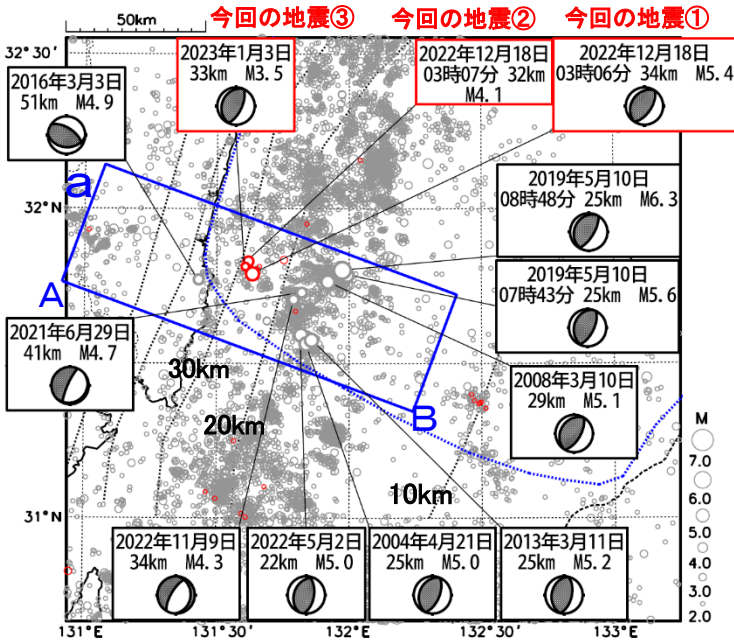 50km
今回の地震③
今回の地震②
今回の地震①
32°30′
2023年1月3日
33km M3.5
2022年12月18日
03時07分 32km
M4.1
2022年12月18日
03時06分 34km M5.4
2016年3月3日
51km M4.9
a
32°N
2019年5月10日
08時48分 25km M6.3
A
2019年5月10日
07時43分 25km M5.6
2021年6月29日
41km M4.7
30km
2008年3月10日
29km M5.1
20km
B
M
7.0
6.0
5.0
4.0
3.0
2.0
10km
31°N
2022年11月9日
34km M4.3
2022年5月2日
22km M5.0
2004年4月21日
25km M5.0
2013年3月11日
25km M5.2
131°E
131°30′
132°E
132°30′
133°E